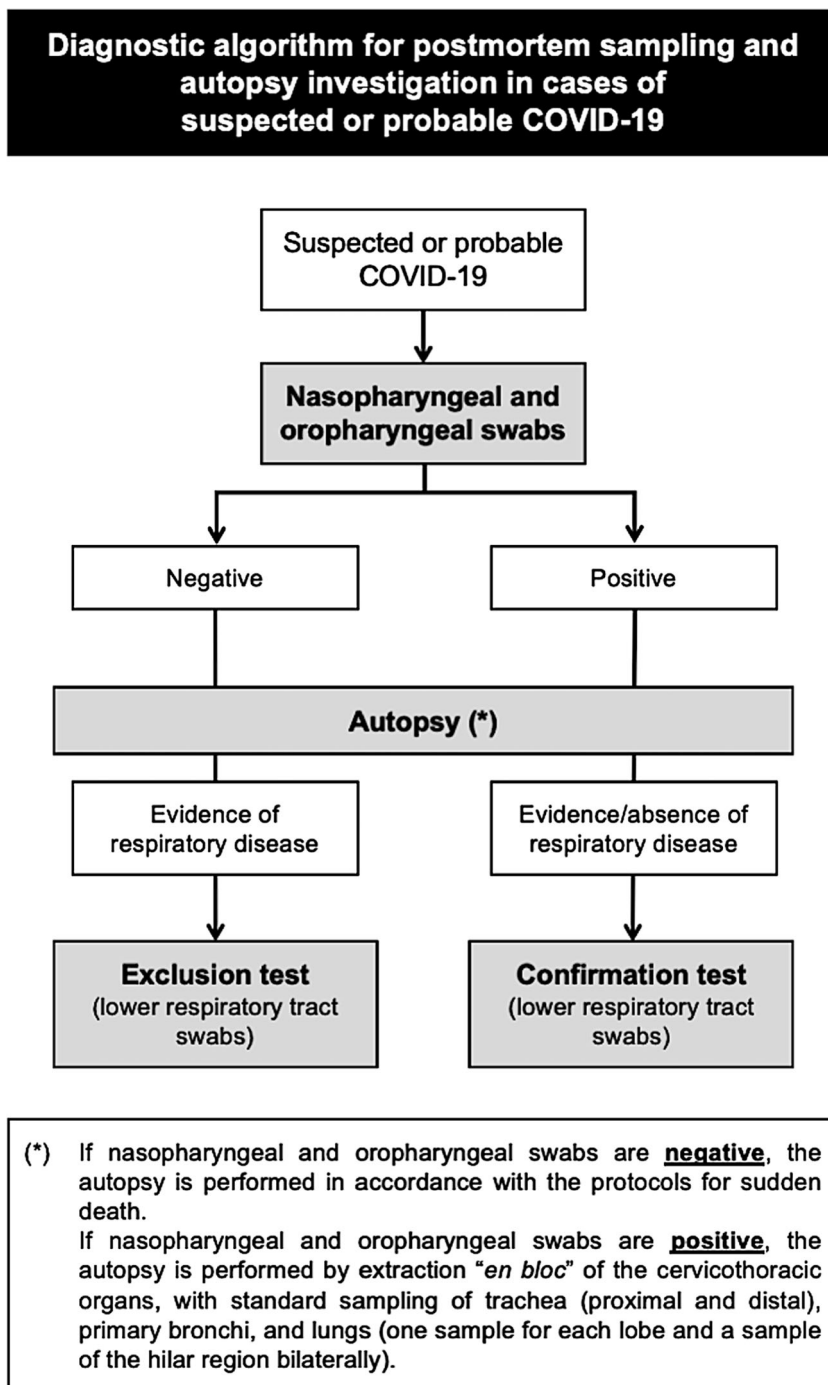 Diagnostic algorithm for postmortem sampling and
autopsy investigation in cases of
suspected or probable COVID-19
Suspected or probable
COVID-19
Nasopharyngeal and
oropharyngeal swabs
Negative
Positive
Autopsy (*)
Evidence of
respiratory disease
Evidence/absence of
respiratory disease
Exclusion test
(lower respiratory tract
swabs)
Confirmation test
(lower respiratory tract
swabs)
(*) If nasopharyngeal and oropharyngeal swabs are negative, the
autopsy is performed in accordance with the protocols for sudden
death.
If nasopharyngeal and oropharyngeal swabs are positive, the
autopsy is performed by extraction “en bloc” of the cervicothoracic
organs, with standard sampling of trachea (proximal and distal),
primary bronchi, and lungs (one sample for each lobe and a sample
of the hilar region bilaterally).